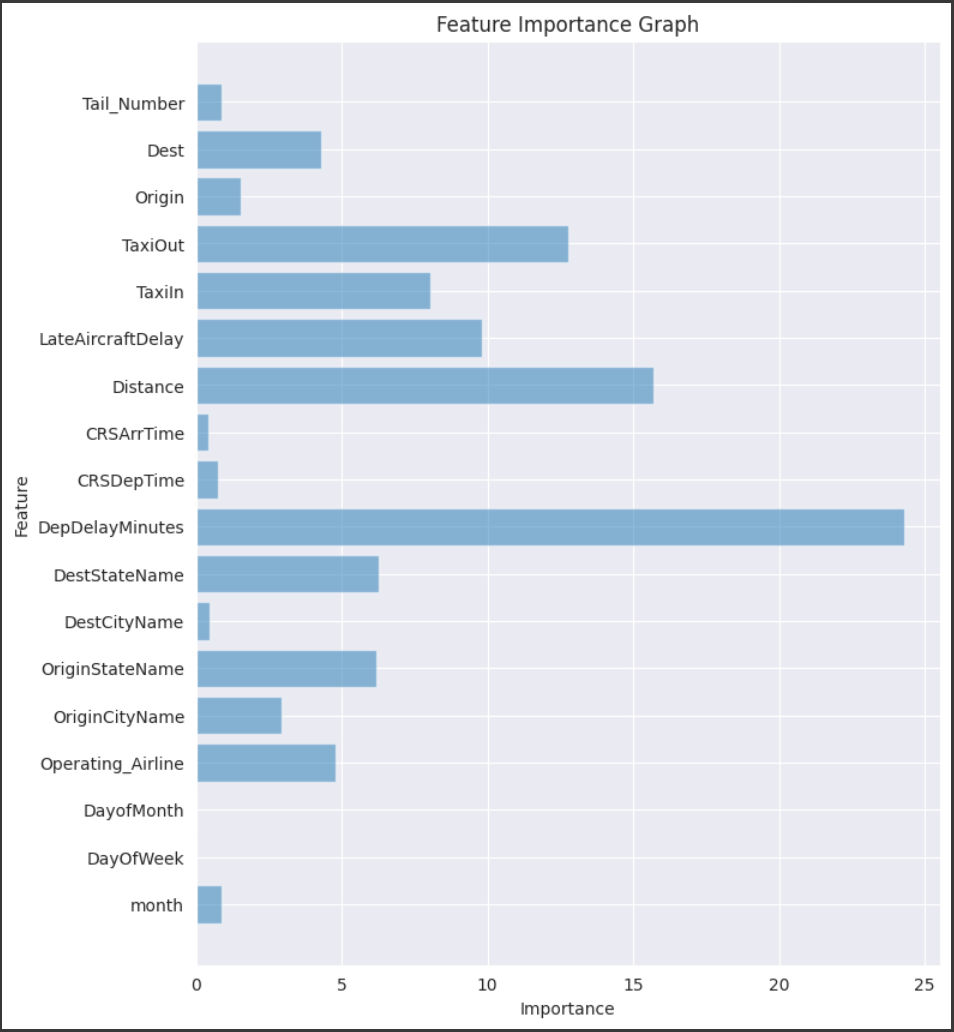 Feature Importance Graph
Tail_Number
Dest
Origin
TaxiOut
TaxiIn
LateAircraftDelay
Distance
CRSArrTime
CRSDepTime
DepDelayMinutes
DestStateName
DestCityName
OriginStateName
OriginCityName
Operating_Airline
DayofMonth
DayOfWeek
month
Feature
0 5 10 15 20 25
Importance